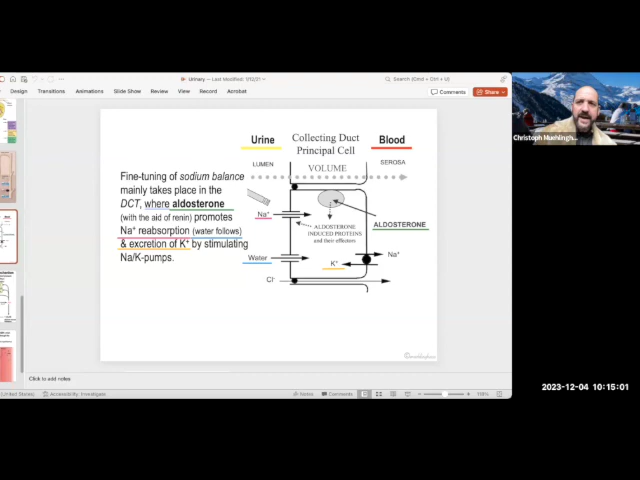 Urinary • Last Modified: 1/12/21
Search (Cmd + Ctrl + U)
Design
Transitions
Animations
Slide Show
Review
View
Record
Acrobat
Comments
Share
Christoph Muehlingh...
Urine
Collecting Duct
Principal Cell
Blood
LUMEN
VOLUME
SEROSA
Fine-tuning of sodium balance
mainly takes place in the
DCT, where aldosterone
(with the aid of renin) promotes
Na⁺ reabsorption (water follows)
& excretion of K⁺ by stimulating
Na/K-pumps.
Na⁺
ALDOSTERONE
INDUCED PROTEINS
and their effectors
ALDOSTERONE
Water
K⁺
Na⁺
Cl⁻
Click to add notes
2023-12-04 10:15:01
(United States)
Accessibility: Investigate
Notes
Comments